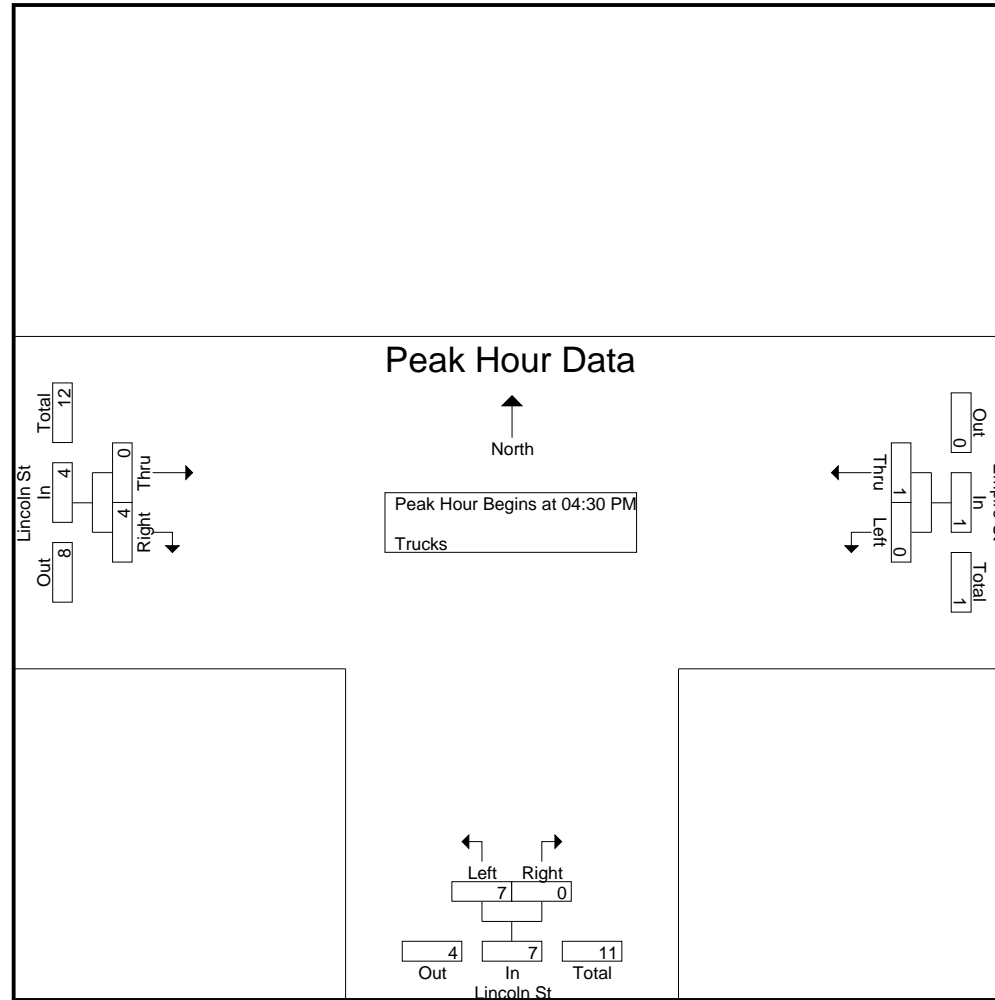 Peak Hour Data
North
Peak Hour Begins at 04:30 PM
Trucks
Lincoln St
Total
12
In
4
Out
8
0
Thru
4
Right
Out
0
In
1
Total
1
Thru
1
Left
0
Left
Right
7
0
4
7
11
Out
In
Total
Lincoln St